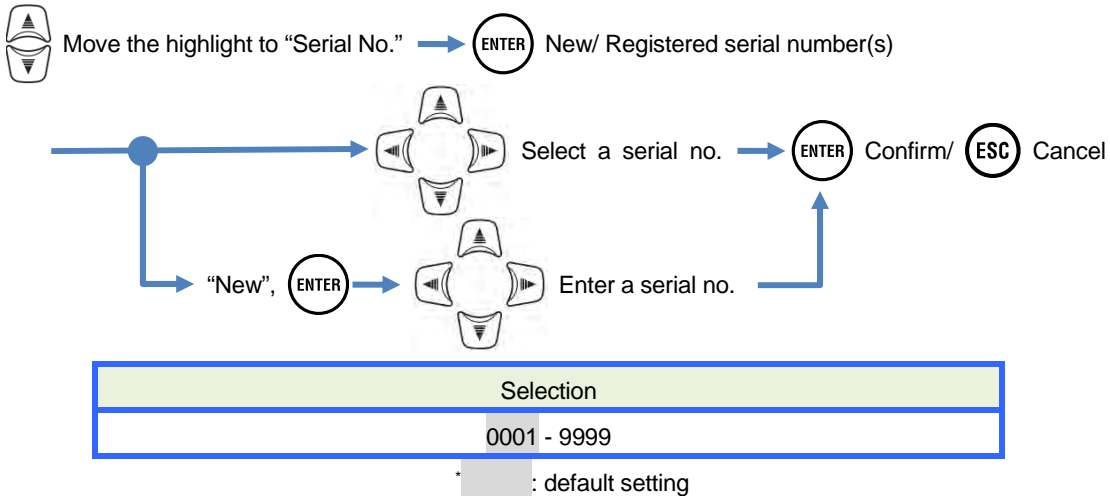 Move the highlight to “Serial No.” ENTER New/ Registered serial number(s)
Select a serial no. ENTER Confirm/ ESC Cancel
“New”, ENTER Enter a serial no.
Selection
0001 - 9999
* : default setting